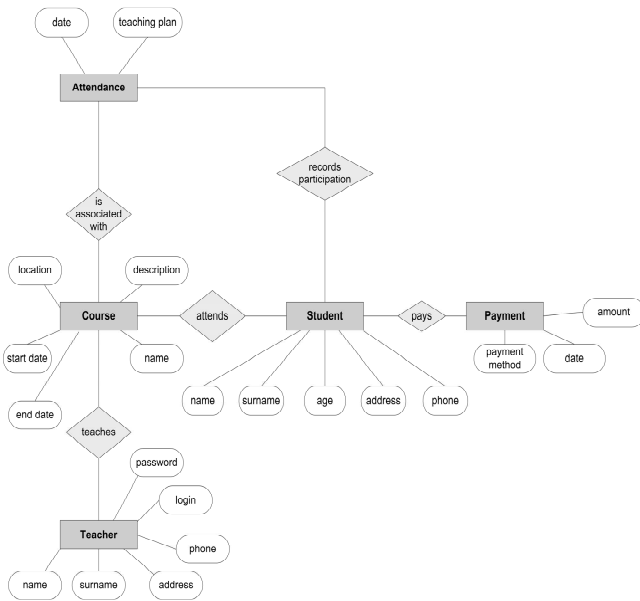 date
teaching plan
Attendance
records
participation
is
associated
with
location
description
Course
attends
Student
pays
Payment
amount
start date
name
payment
method
date
end date
name
surname
age
address
phone
teaches
password
login
Teacher
phone
name
surname
address